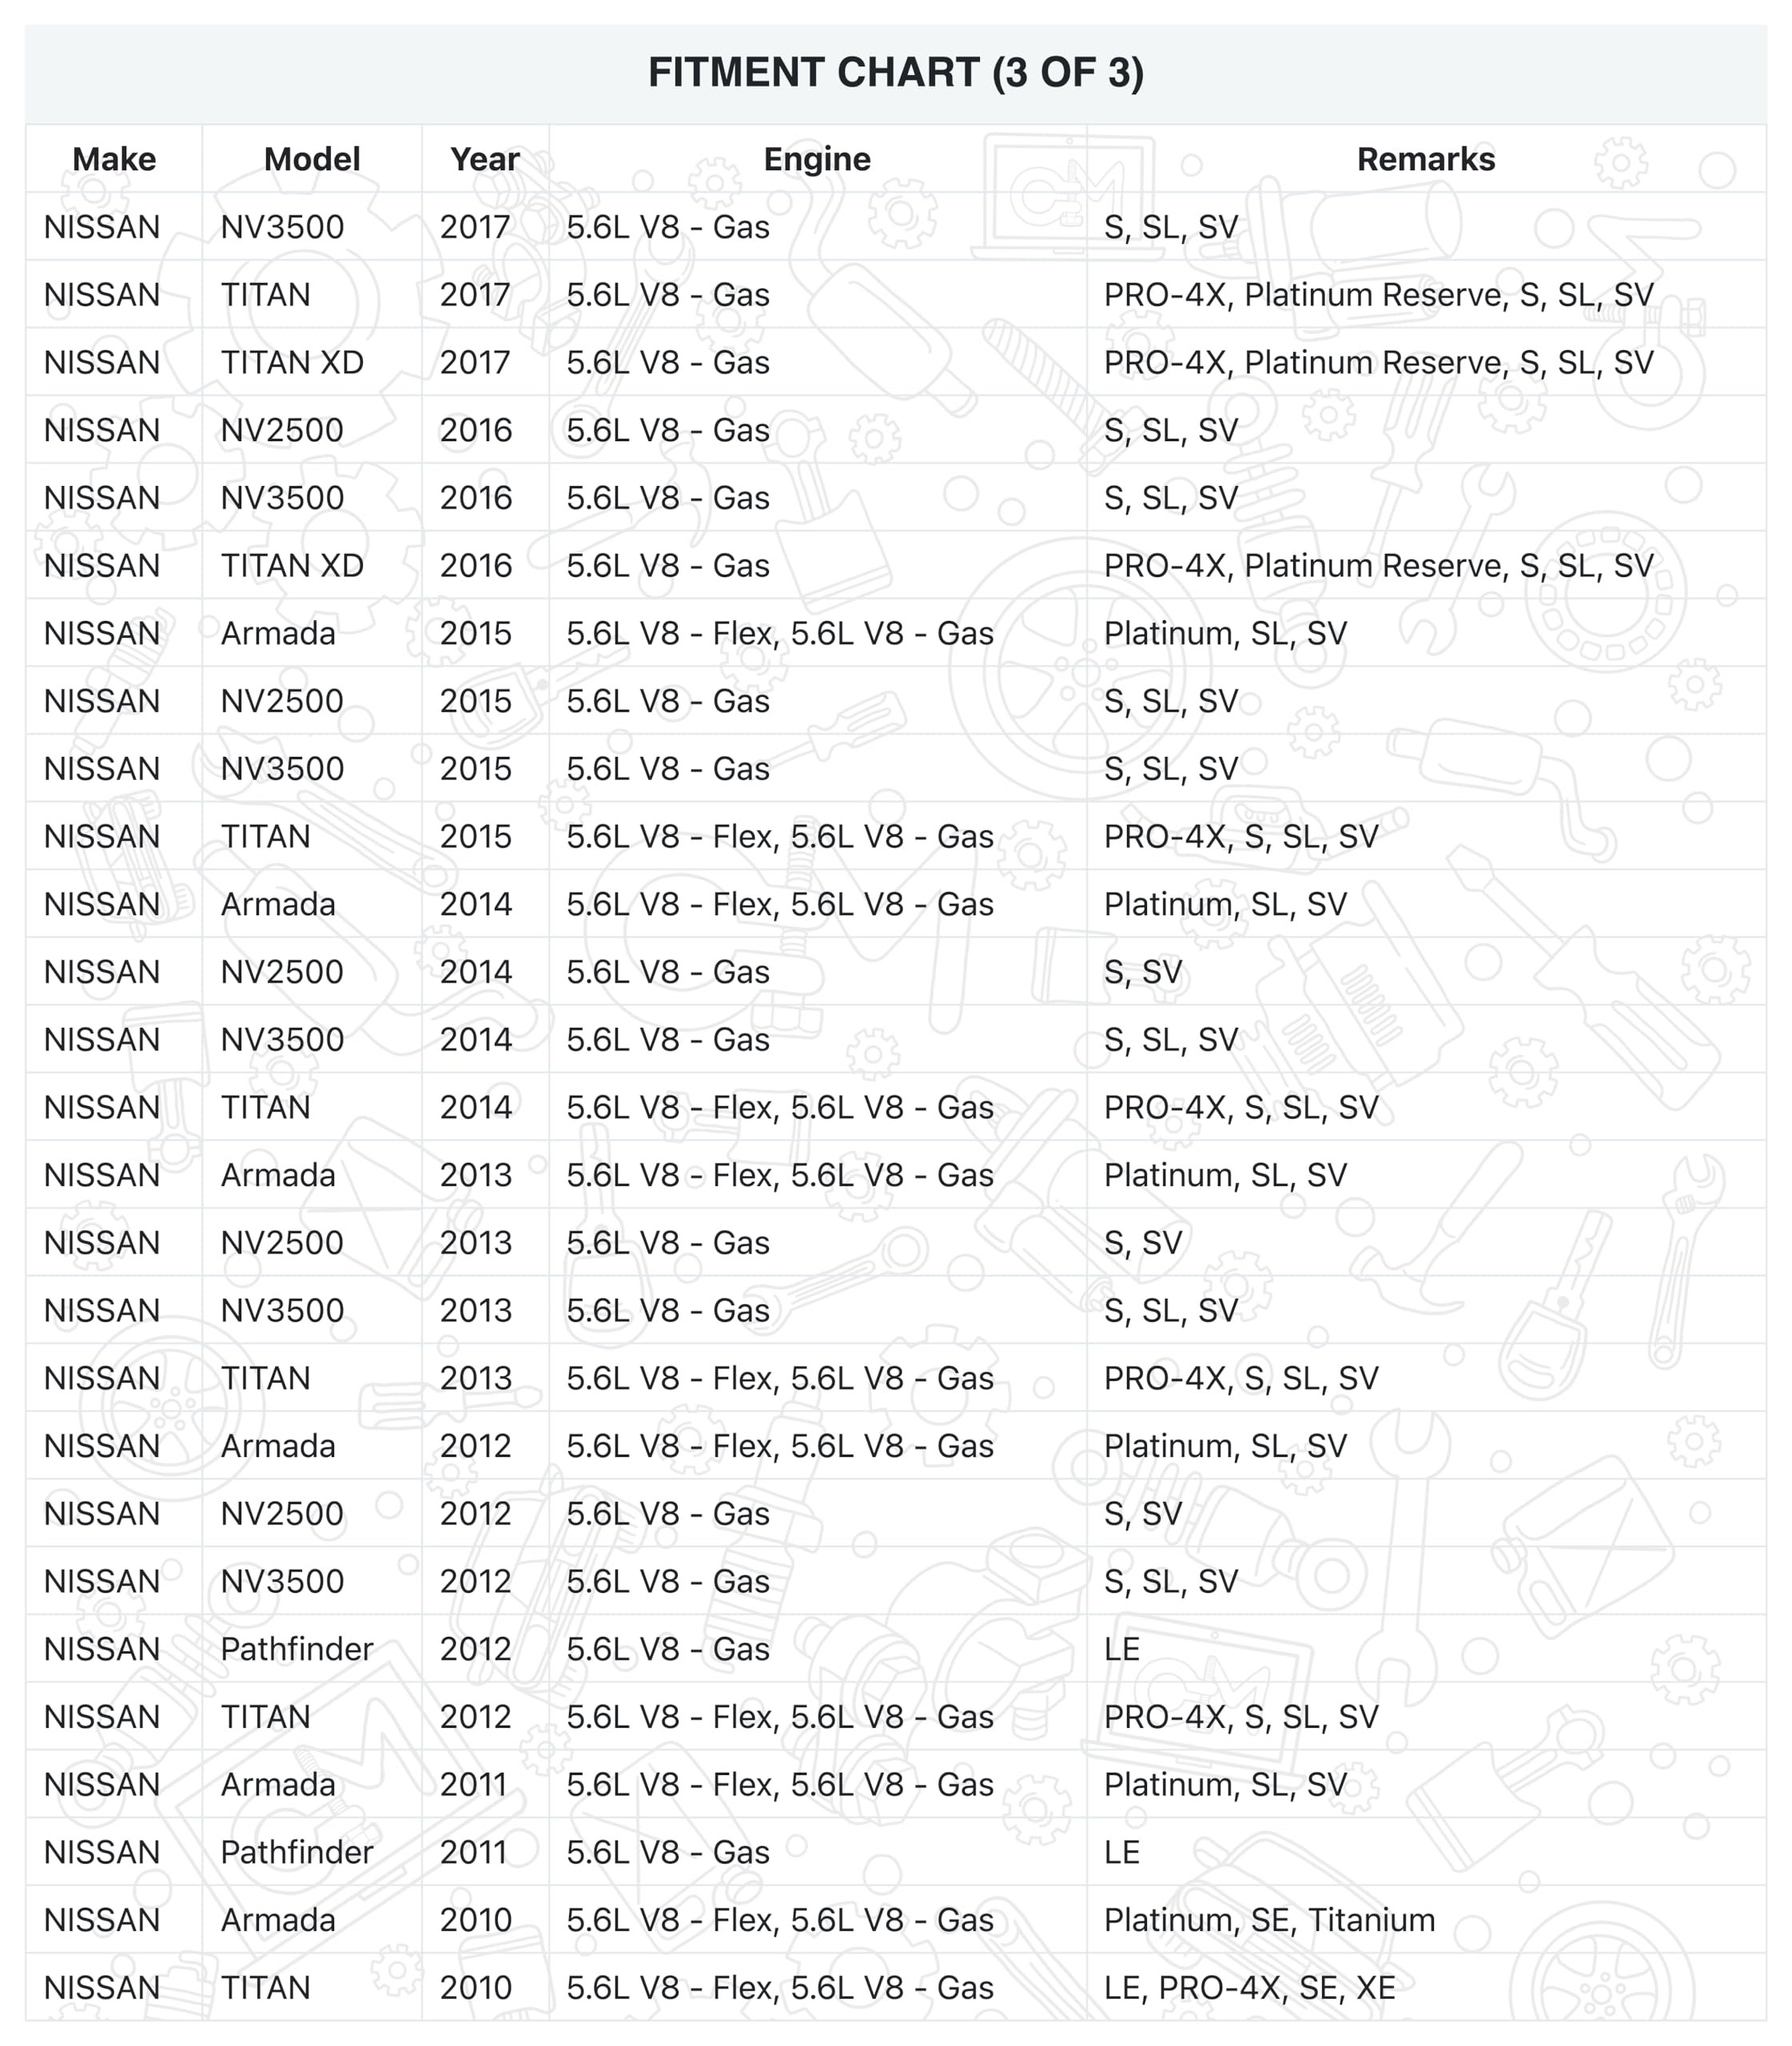 FITMENT CHART (3 OF 3)
Make Model Year Engine Remarks
NISSAN NV3500 2017 5.6L V8 - Gas S, SL, SV
NISSAN TITAN 2017 5.6L V8 - Gas PRO-4X, Platinum Reserve, S, SL, SV
NISSAN TITAN XD 2017 5.6L V8 - Gas PRO-4X, Platinum Reserve, S, SL, SV
NISSAN NV2500 2016 5.6L V8 - Gas S, SL, SV
NISSAN NV3500 2016 5.6L V8 - Gas S, SL, SV
NISSAN TITAN XD 2016 5.6L V8 - Gas PRO-4X, Platinum Reserve, S, SL, SV
NISSAN Armada 2015 5.6L V8 - Flex, 5.6L V8 - Gas Platinum, SL, SV
NISSAN NV2500 2015 5.6L V8 - Gas S, SL, SV
NISSAN NV3500 2015 5.6L V8 - Gas S, SL, SV
NISSAN TITAN 2015 5.6L V8 - Flex, 5.6L V8 - Gas PRO-4X, S, SL, SV
NISSAN Armada 2014 5.6L V8 - Flex, 5.6L V8 - Gas Platinum, SL, SV
NISSAN NV2500 2014 5.6L V8 - Gas S, SV
NISSAN NV3500 2014 5.6L V8 - Gas S, SL, SV
NISSAN TITAN 2014 5.6L V8 - Flex, 5.6L V8 - Gas PRO-4X, S, SL, SV
NISSAN Armada 2013 5.6L V8 - Flex, 5.6L V8 - Gas Platinum, SL, SV
NISSAN NV2500 2013 5.6L V8 - Gas S, SV
NISSAN NV3500 2013 5.6L V8 - Gas S, SL, SV
NISSAN TITAN 2013 5.6L V8 - Flex, 5.6L V8 - Gas PRO-4X, S, SL, SV
NISSAN Armada 2012 5.6L V8 - Flex, 5.6L V8 - Gas Platinum, SL, SV
NISSAN NV2500 2012 5.6L V8 - Gas S, SV
NISSAN NV3500 2012 5.6L V8 - Gas S, SL, SV
NISSAN Pathfinder 2012 5.6L V8 - Gas LE
NISSAN TITAN 2012 5.6L V8 - Flex, 5.6L V8 - Gas PRO-4X, S, SL, SV
NISSAN Armada 2011 5.6L V8 - Flex, 5.6L V8 - Gas Platinum, SL, SV
NISSAN Pathfinder 2011 5.6L V8 - Gas LE
NISSAN Armada 2010 5.6L V8 - Flex, 5.6L V8 - Gas Platinum, SE, Titanium
NISSAN TITAN 2010 5.6L V8 - Flex, 5.6L V8 - Gas LE, PRO-4X, SE, XE